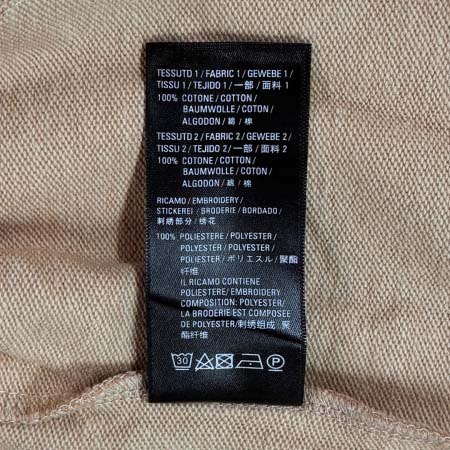 TESSUTO 1 / FABRIC 1 / GEWEBE 1 /
TISSU 1 / TEJIDO 1 / 一部 / 面料 1
100% COTONE / COTTON /
BAUMWOLLE / COTON /
ALGODON / 綿 / 棉
TESSUTO 2 / FABRIC 2 / GEWEBE 2 /
TISSU 2 / TEJIDO 2 / 一部 / 面料 2
100% COTONE / COTTON /
BAUMWOLLE / COTON /
ALGODON / 綿 / 棉
RICAMO / EMBROIDERY /
STICKEREI / BRODERIE / BORDADO /
刺繍部分 / 绣花
100% POLIESTERE / POLYESTER /
POLYESTER / POLYESTER /
POLIESTER / ポリエステル / 聚酯
纤维
IL RICAMO CONTIENE
POLIESTERE / EMBROIDERY
COMPOSITION: POLYESTER /
LA BRODERIE EST COMPOSEE
DE POLYESTER / 刺绣组成: 聚
酯纤维
30 P